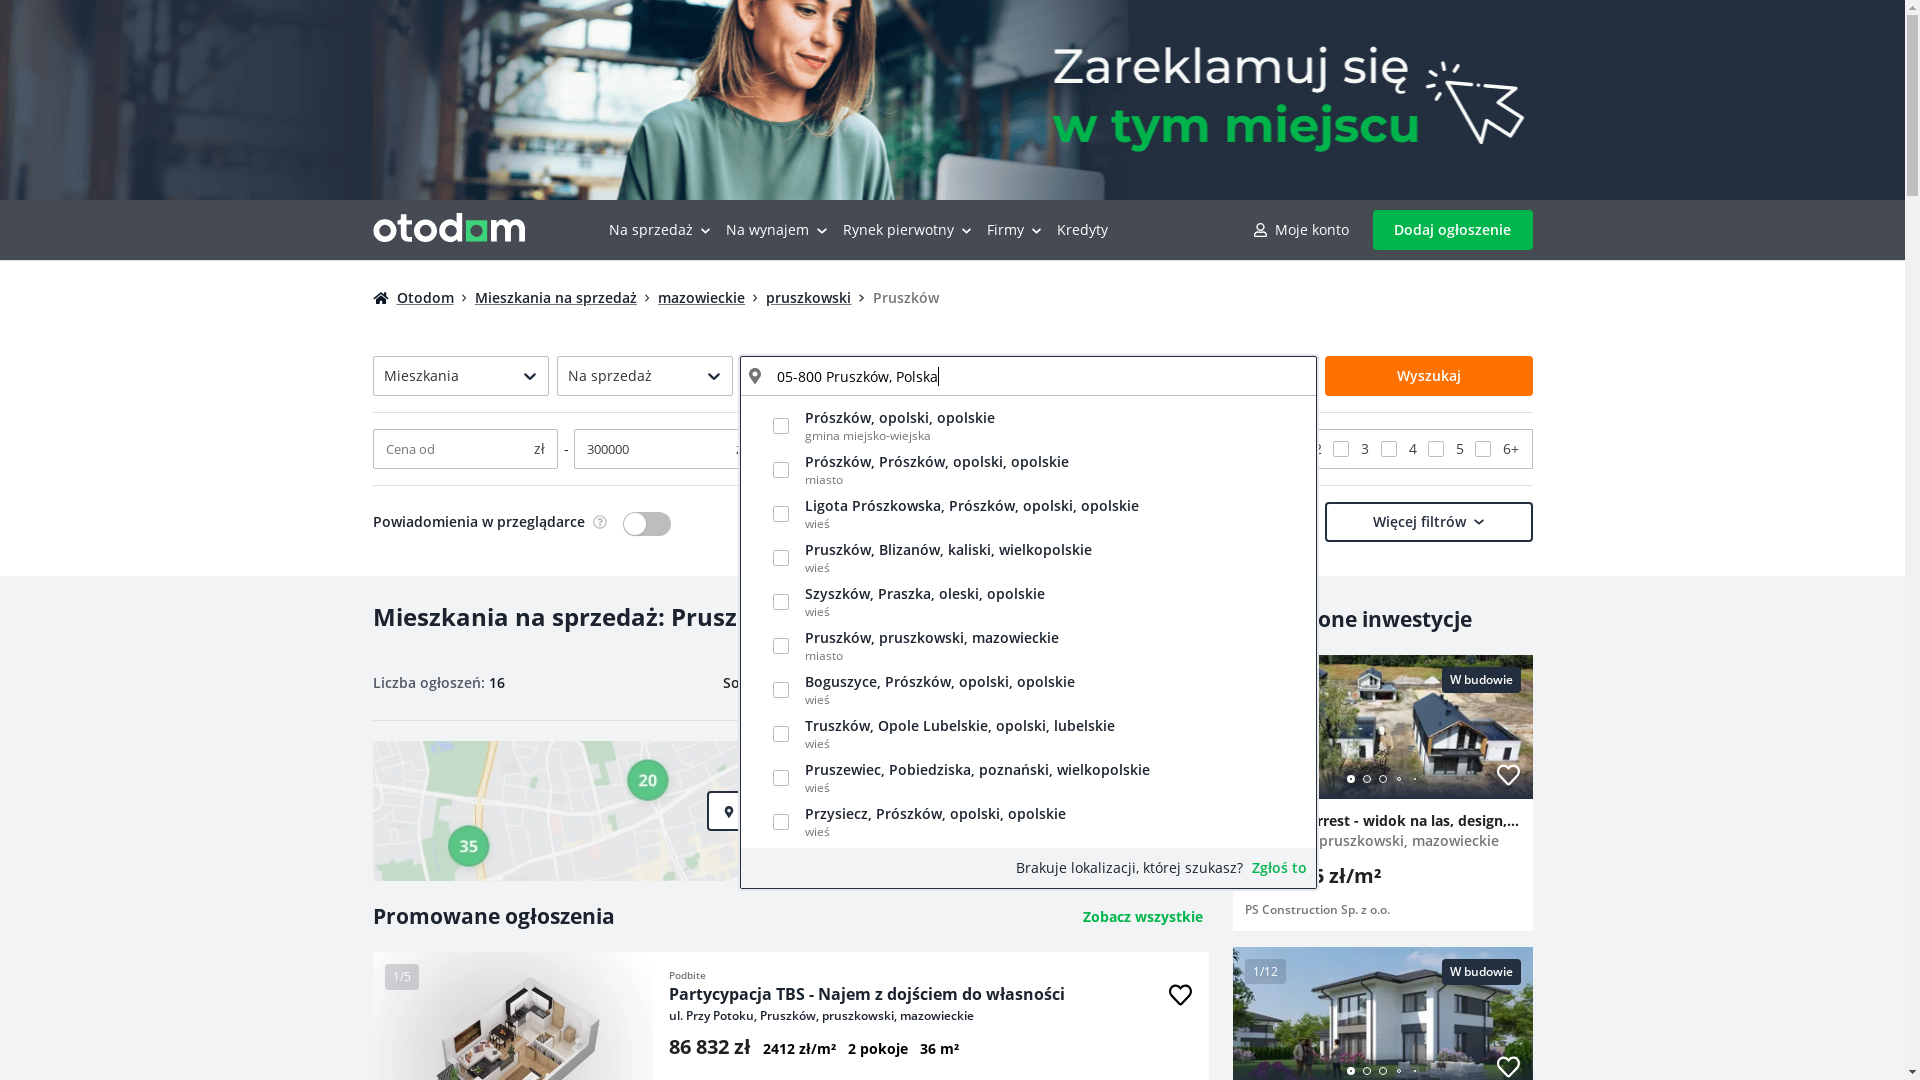 Zareklamuj się
w tym miejscu
otodom
Na sprzedaż
Na wynajem
Rynek pierwotny
Firmy
Kredyty
Moje konto
Dodaj ogłoszenie
Otodom
Mieszkania na sprzedaż
mazowieckie
pruszkowski
Pruszków
Mieszkania
Na sprzedaż
05-800 Pruszków, Polska
Wyszukaj
Cena od
zł
-
300000
3
4
5
6+
Prószków, opolski, opolskie
gmina miejsko-wiejska
Prószków, Prószków, opolski, opolskie
miasto
Ligota Prószkowska, Prószków, opolski, opolskie
wieś
Pruszków, Blizanów, kaliski, wielkopolskie
wieś
Szyszków, Praszka, oleski, opolskie
wieś
Pruszków, pruszkowski, mazowieckie
miasto
Boguszyce, Prószków, opolski, opolskie
wieś
Truszków, Opole Lubelskie, opolski, lubelskie
wieś
Pruszewiec, Pobiedziska, poznański, wielkopolskie
wieś
Przysiecz, Prószków, opolski, opolskie
wieś
Brakuje lokalizacji, której szukasz? Zgłoś to
Powiadomienia w przeglądarce ?
Więcej filtrów
Mieszkania na sprzedaż: Prusz
Liczba ogłoszeń: 16
So
20
35
Promowane ogłoszenia
Zobacz wszystkie
1/5
Podbite
Partycypacja TBS - Najem z dojściem do własności
ul. Przy Potoku, Pruszków, pruszkowski, mazowieckie
86 832 zł 2412 zł/m² 2 pokoje 36 m²
one inwestycje
W budowie
rrest - widok na las, design,...
pruszkowski, mazowieckie
5 zł/m²
PS Construction Sp. z o.o.
1/12
W budowie